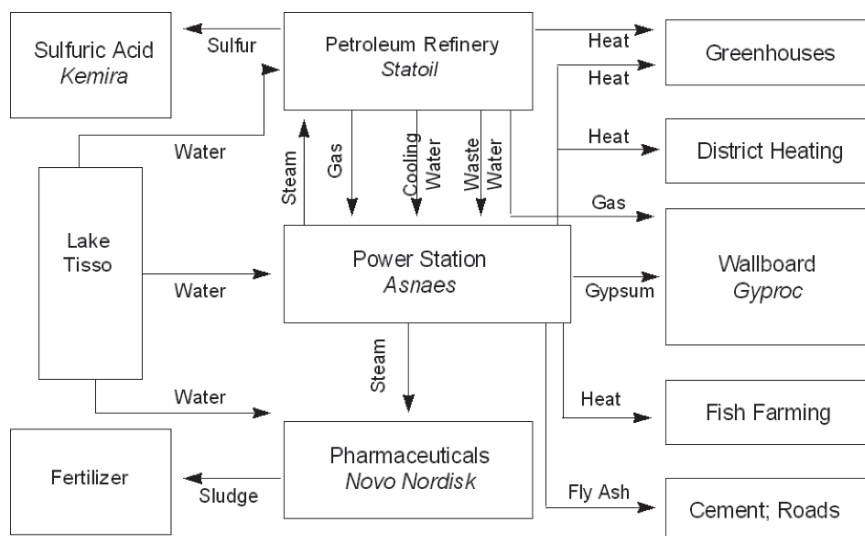 Sulfuric Acid
Kemira
Sulfur
Petroleum Refinery
Statoil
Heat
Heat
Greenhouses
Water
Steam
Gas
Cooling
Water
Waste
Water
Heat
District Heating
Gas
Lake
Tisso
Water
Power Station
Asnaes
Gypsum
Wallboard
Gyproc
Steam
Water
Heat
Fish Farming
Fertilizer
Sludge
Pharmaceuticals
Novo Nordisk
Fly Ash
Cement; Roads